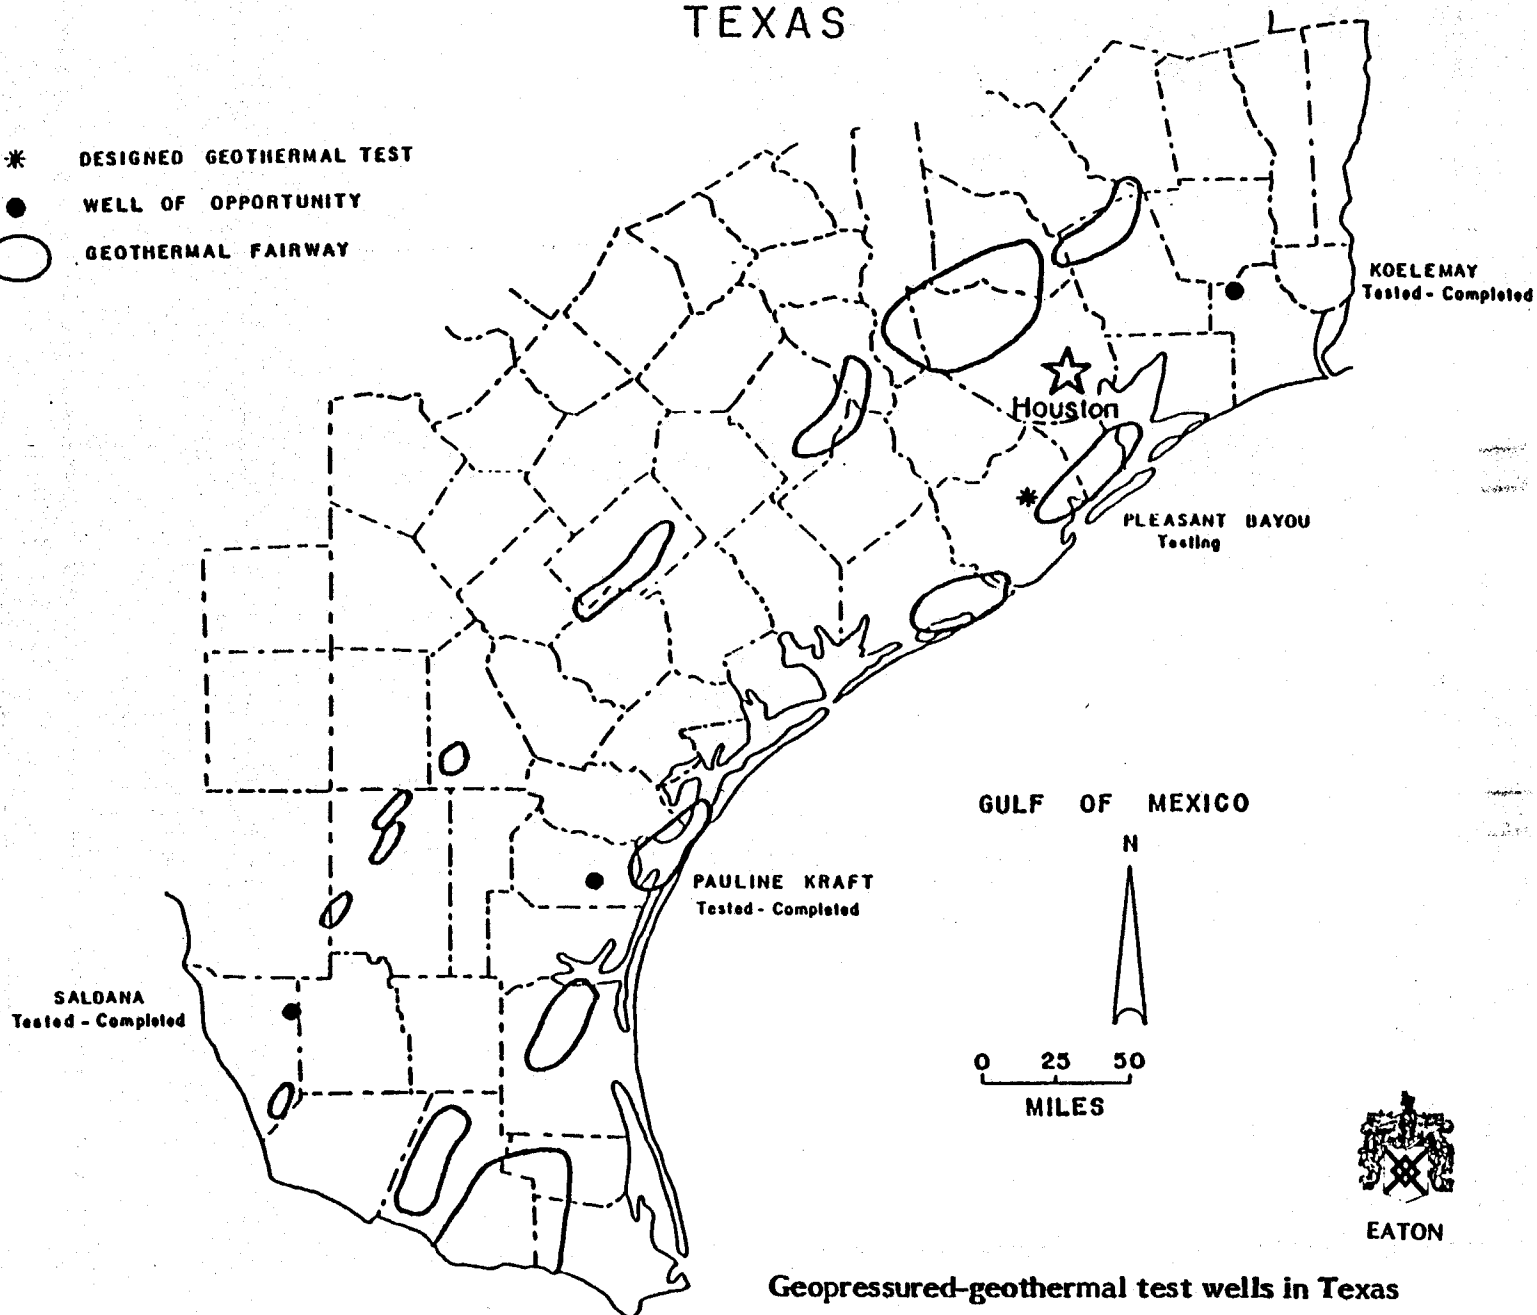 TEXAS
DESIGNED GEOTHERMAL TEST
WELL OF OPPORTUNITY
GEOTHERMAL FAIRWAY
KOELEMAY
Tested - Completed
Houston
PLEASANT BAYOU
Testing
GULF OF MEXICO
N
PAULINE KRAFT
Tested - Completed
SALDANA
Tested - Completed
0 25 50
MILES
EATON
Geopressured-geothermal test wells in Texas